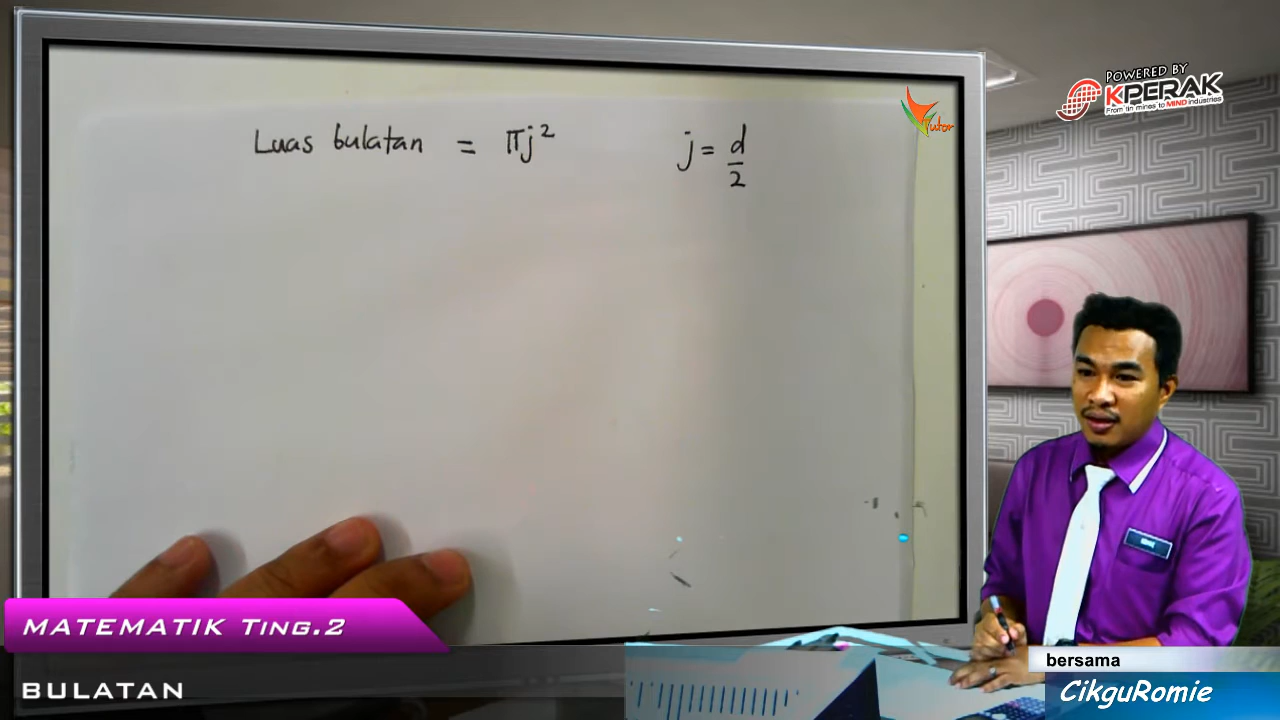 POWERED BY
KPERAK
From 'tin mines' to MIND industries
Tutor
Luas bulatan = πj² j = d/2
MATEMATIK TING.2
BULATAN
bersama
CikguRomie